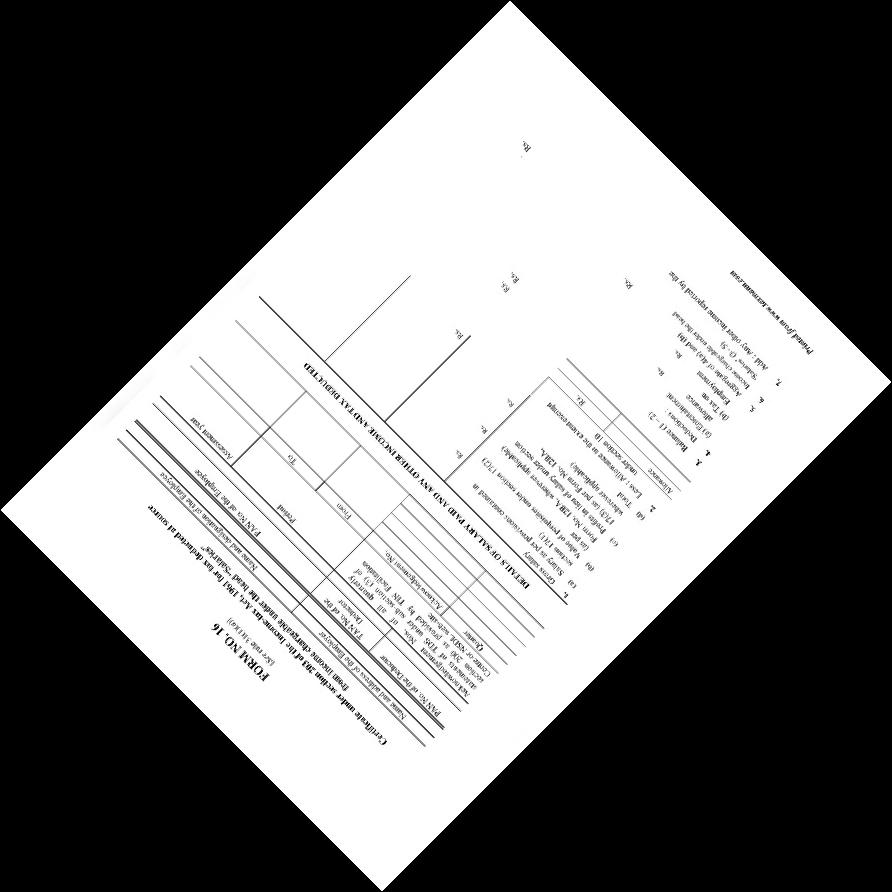 FORM NO. 16
[See rule 31(1)(a)]
Certificate under section 203 of the Income-tax Act, 1961 for tax deducted at source
from income chargeable under the head “Salaries”
Name and address of the Employer Name and designation of the Employee
PAN No. of the Deductor TAN No. of the Deductor PAN No. of the Employee
Acknowledgement Nos. of all quarterly
statements of TDS under sub-section (3) of
section 200 as provided by TIN Facilitation
Center or NSDL web-site
Period Assessment year
Quarter Acknowledgement No. From To
DETAILS OF SALARY PAID AND ANY OTHER INCOME AND TAX DEDUCTED
1. Gross salary
(a) Salary as per provisions contained in
section 17(1) Rs.
(b) Value of perquisites under section 17(2)
(as per Form No. 12BA, wherever applicable) Rs.
(c) Profits in lieu of salary under section
17(3) (as per Form No. 12BA,
wherever applicable) Rs.
(d) Total Rs.
2. Less : Allowance to the extent exempt
under section 10
Allowance Rs.
Rs. Rs.
3. Balance (1 – 2) Rs.
4. Deductions :
(a) Entertainment
allowance Rs.
(b) Tax on
Employment Rs.
5. Aggregate of 4(a) and (b) Rs.
6. Income chargeable under the head
‘Salaries’ (3 – 5)
7. Add : Any other income reported by the
Printed from www.taxmann.com